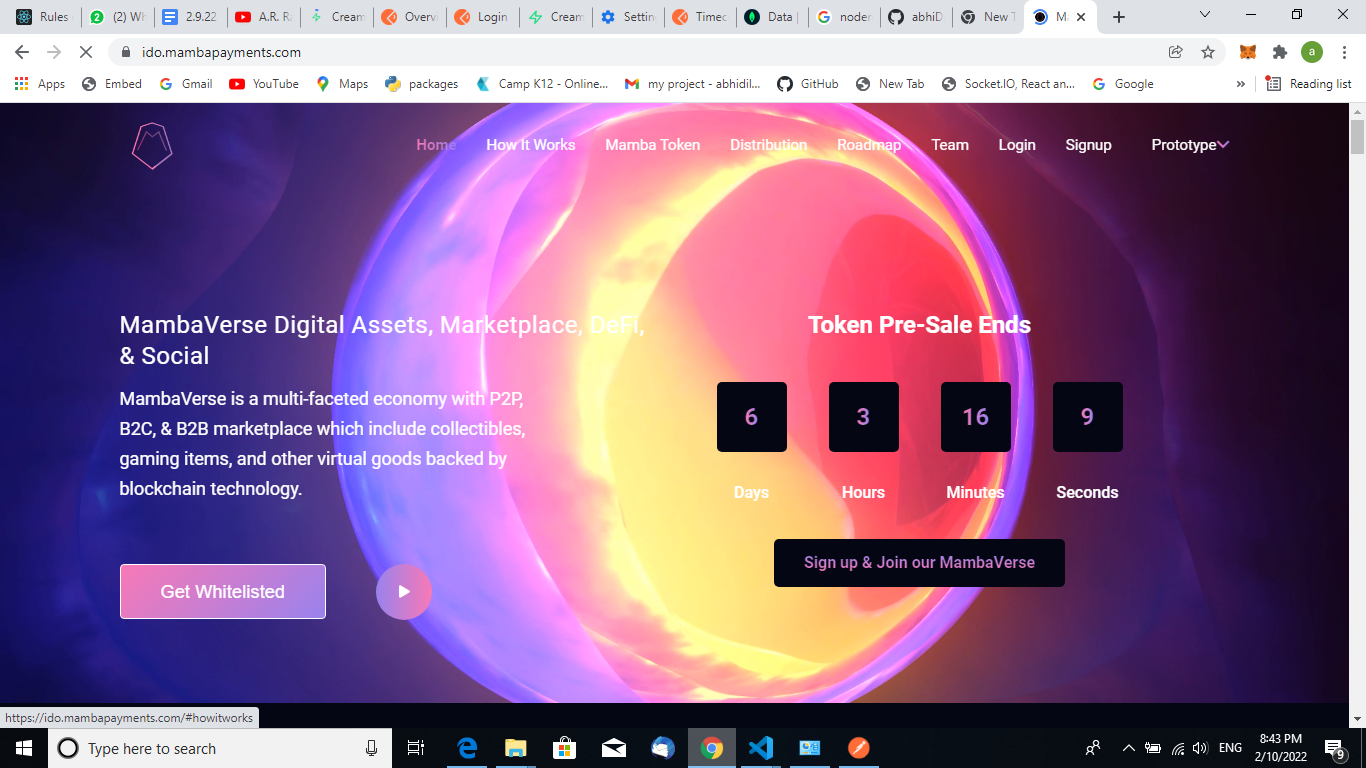 Rules
(2) Wh
2.9.22
A.R. Ra
Cream
Overv
Login
Cream
Settin
Timec
Data |
noder
abhiD
New T
Ma
ido.mambapayments.com
a
Apps
Embed
Gmail
YouTube
Maps
packages
Camp K12 - Online...
my project - abhidil...
GitHub
New Tab
Socket.IO, React an...
Google
»
Reading list
Home
How It Works
Mamba Token
Distribution
Roadmap
Team
Login
Signup
Prototype
MambaVerse Digital Assets, Marketplace, DeFi,
& Social
MambaVerse is a multi-faceted economy with P2P,
B2C, & B2B marketplace which include collectibles,
gaming items, and other virtual goods backed by
blockchain technology.
Get Whitelisted
Token Pre-Sale Ends
6
3
16
9
Days
Hours
Minutes
Seconds
Sign up & Join our MambaVerse
https://ido.mambapayments.com/#howitworks
Type here to search
ENG
8:43 PM
2/10/2022
9